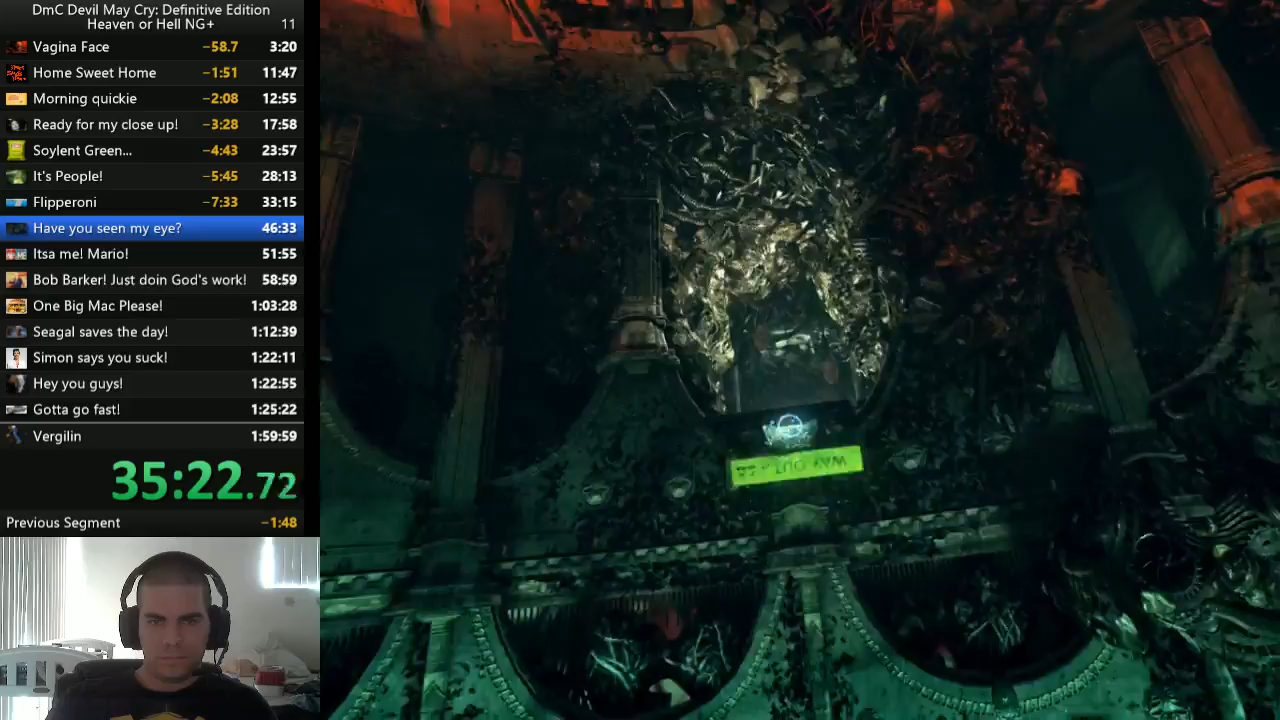 DmC Devil May Cry: Definitive Edition
Heaven or Hell NG+ 11
Vagina Face -58.7 3:20
Home Sweet Home -1:51 11:47
Morning quickie -2:08 12:55
Ready for my close up! -3:28 17:58
Soylent Green... -4:43 23:57
It's People! -5:45 28:13
Flipperoni -7:33 33:15
Have you seen my eye? 46:33
Itsa me! Mario! 51:55
Bob Barker! Just doin God's work! 58:59
One Big Mac Please! 1:03:28
Seagal saves the day! 1:12:39
Simon says you suck! 1:22:11
Hey you guys! 1:22:55
Gotta go fast! 1:25:22
Vergilin 1:59:59
35:22.72
Previous Segment -1:48
WAY OUT